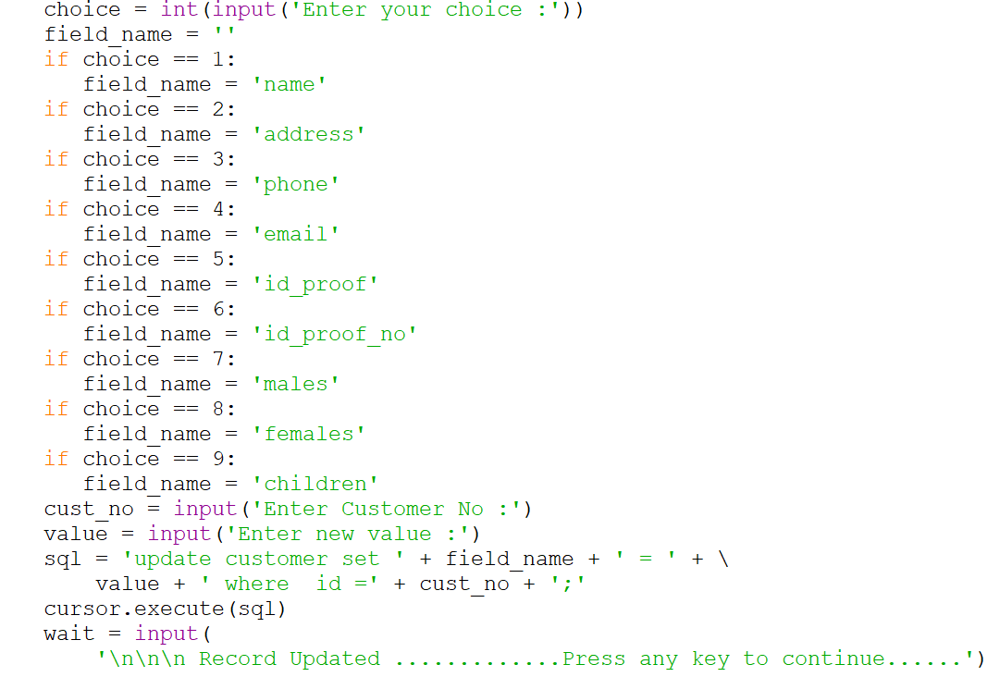 choice = int(input('Enter your choice :'))
field_name = ''
if choice == 1:
   field_name = 'name'
if choice == 2:
   field_name = 'address'
if choice == 3:
   field_name = 'phone'
if choice == 4:
   field_name = 'email'
if choice == 5:
   field_name = 'id_proof'
if choice == 6:
   field_name = 'id_proof_no'
if choice == 7:
   field_name = 'males'
if choice == 8:
   field_name = 'females'
if choice == 9:
   field_name = 'children'
cust_no = input('Enter Customer No :')
value = input('Enter new value :')
sql = 'update customer set ' + field_name + ' = ' + \
    value + ' where  id =' + cust_no + ';'
cursor.execute(sql)
wait = input(
    '\n\n\n Record Updated .............Press any key to continue......')